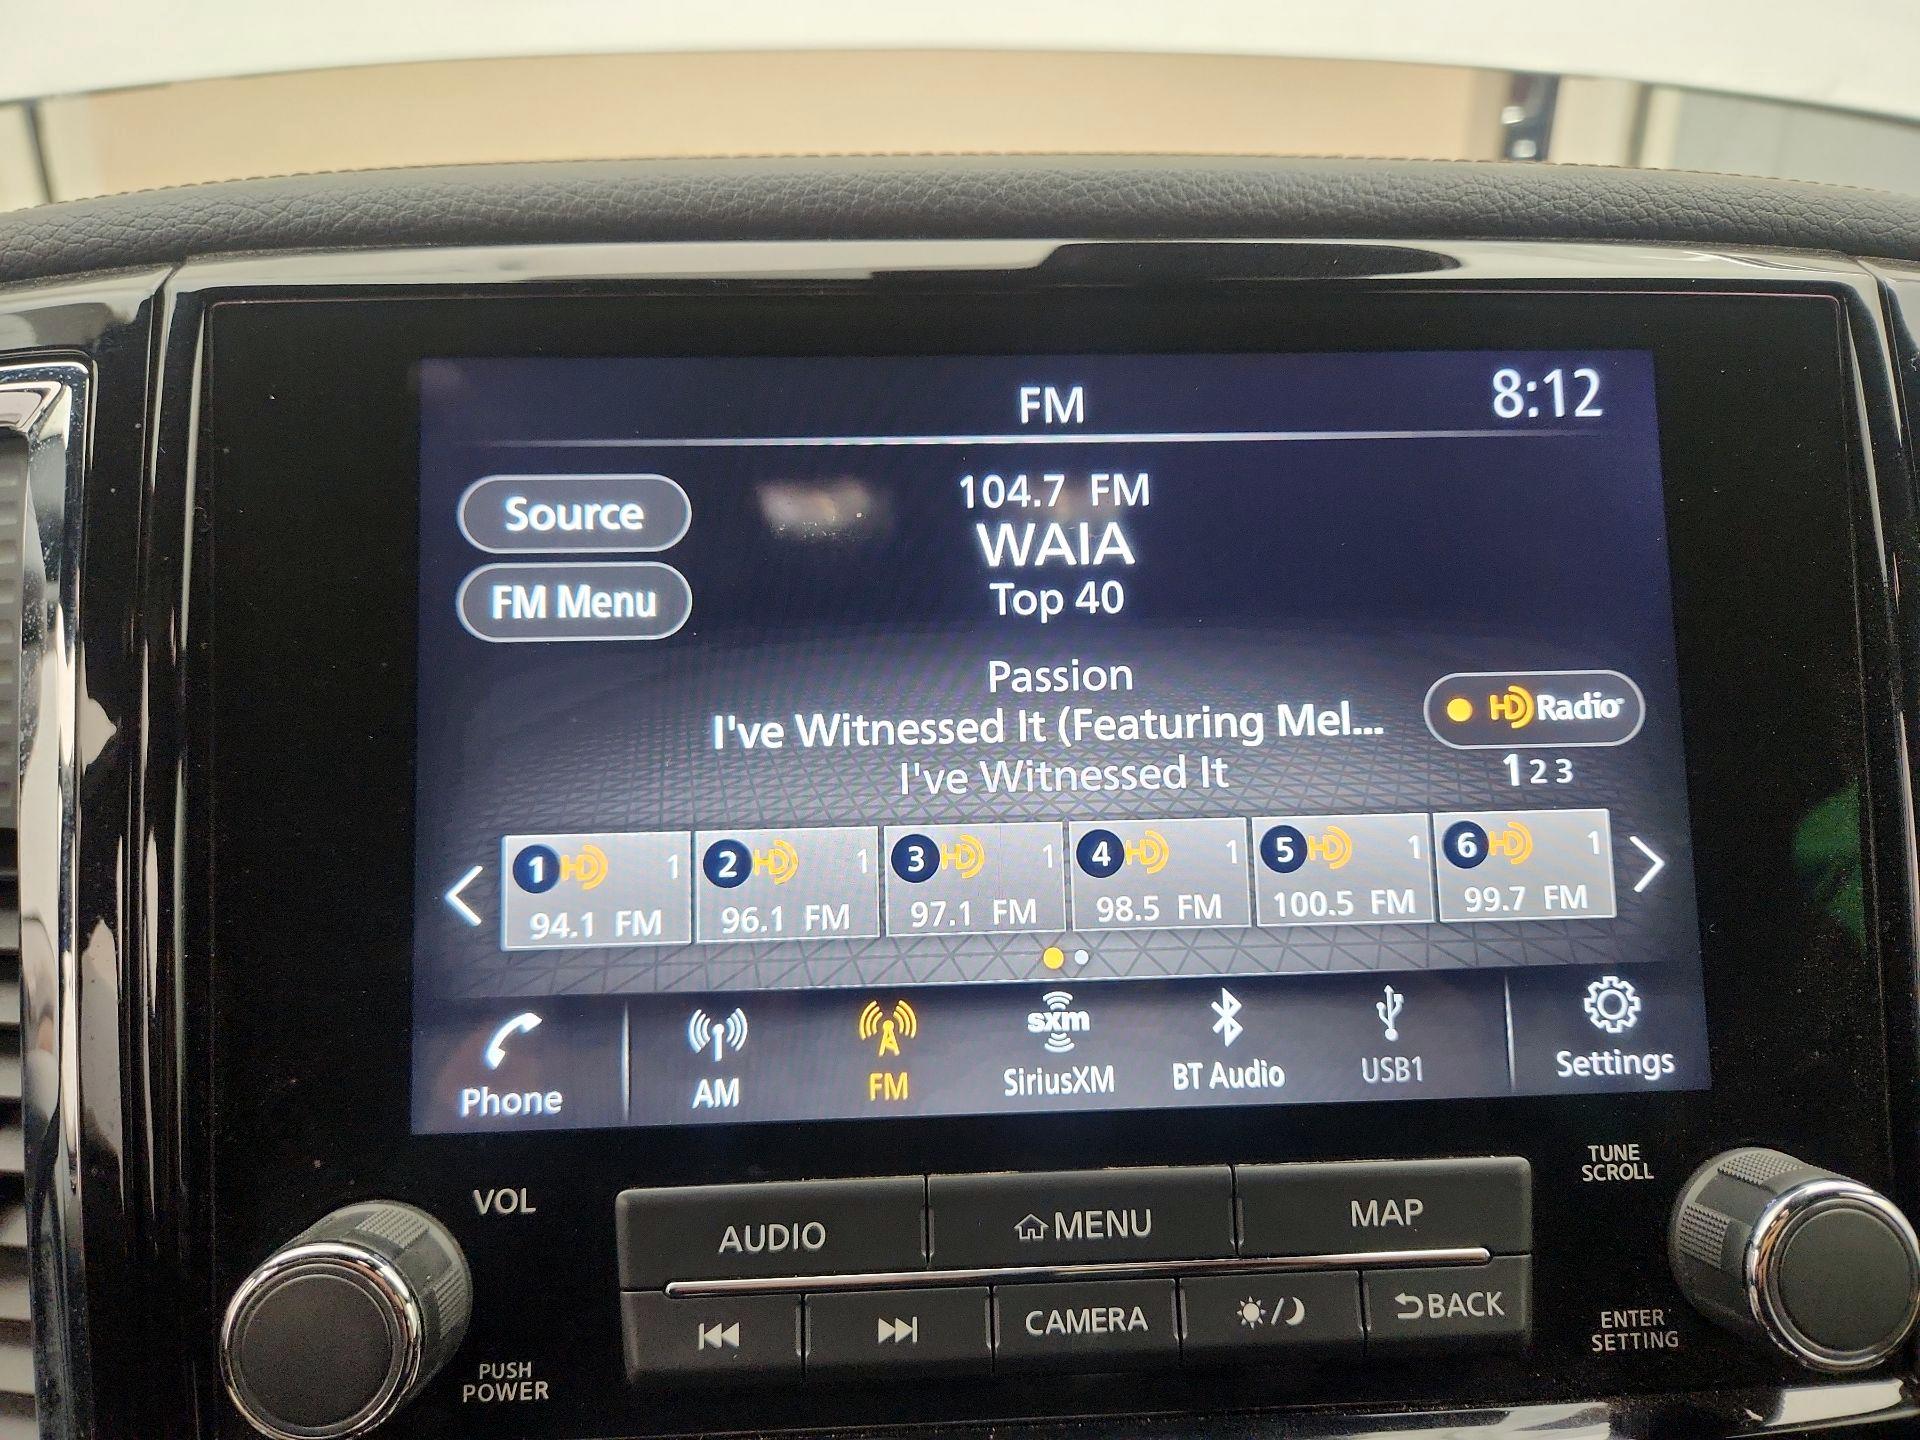 FM
8:12
Source
FM Menu
104.7 FM
WAIA
Top 40
Passion
I've Witnessed It (Featuring Mel...
I've Witnessed It
HD Radio
1 2 3
1 HD 1
94.1 FM
2 HD 1
96.1 FM
3 HD 1
97.1 FM
4 HD 1
98.5 FM
5 HD 1
100.5 FM
6 HD 1
99.7 FM
Phone
AM
FM
sxm
SiriusXM
BT Audio
USB1
Settings
VOL
AUDIO
MENU
MAP
TUNE
SCROLL
PUSH
POWER
CAMERA
BACK
ENTER
SETTING